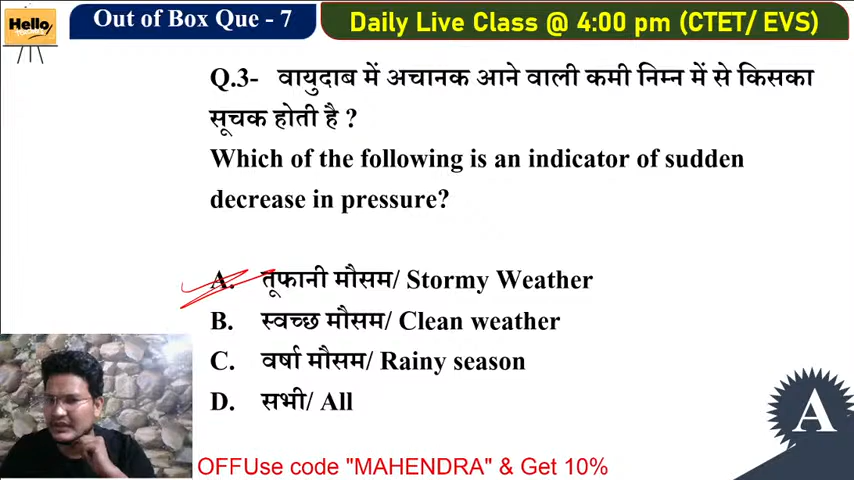 Hello
Out of Box Que - 7
Daily Live Class @ 4:00 pm (CTET/ EVS)
Q.3- वायुदाब में अचानक आने वाली कमी निम्न में से किसका
सूचक होती है ?
Which of the following is an indicator of sudden
decrease in pressure?
A. तूफानी मौसम/ Stormy Weather
B. स्वच्छ मौसम/ Clean weather
C. वर्षा मौसम/ Rainy season
D. सभी/ All
A
OFFUse code "MAHENDRA" & Get 10%